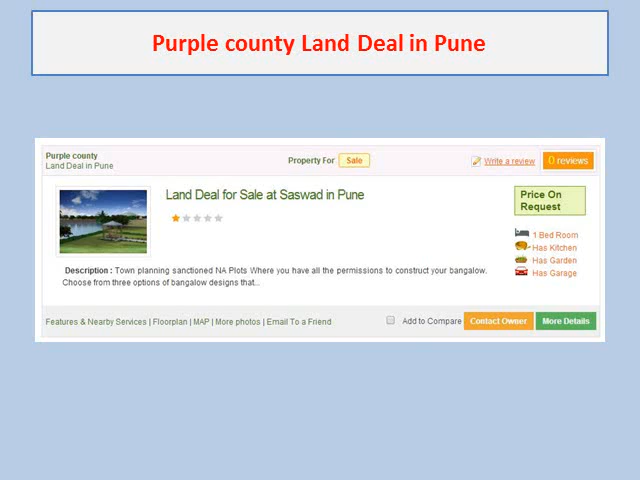 Purple county Land Deal in Pune
Purple county
Land Deal in Pune
Property For Sale
Write a review 0 reviews
Land Deal for Sale at Saswad in Pune
Price On
Request
1 Bed Room
Has Kitchen
Has Garden
Has Garage
Description : Town planning sanctioned NA Plots Where you have all the permissions to construct your bangalow.
Choose from three options of bangalow designs that...
Features & Nearby Services | Floorplan | MAP | More photos | Email To a Friend
Add to Compare Contact Owner More Details